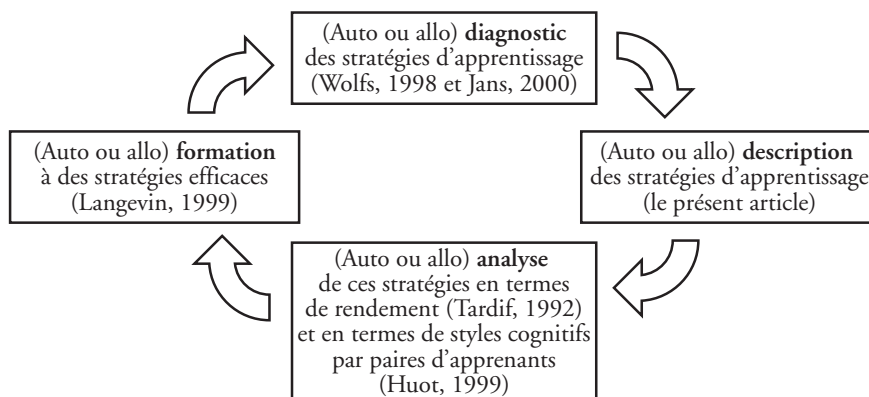 (Auto ou allo) diagnostic
des stratégies d'apprentissage
(Wolfs, 1998 et Jans, 2000)
(Auto ou allo) formation
à des stratégies efficaces
(Langevin, 1999)
(Auto ou allo) description
des stratégies d'apprentissage
(le présent article)
(Auto ou allo) analyse
de ces stratégies en termes
de rendement (Tardif, 1992)
et en termes de styles cognitifs
par paires d'apprenants
(Huot, 1999)